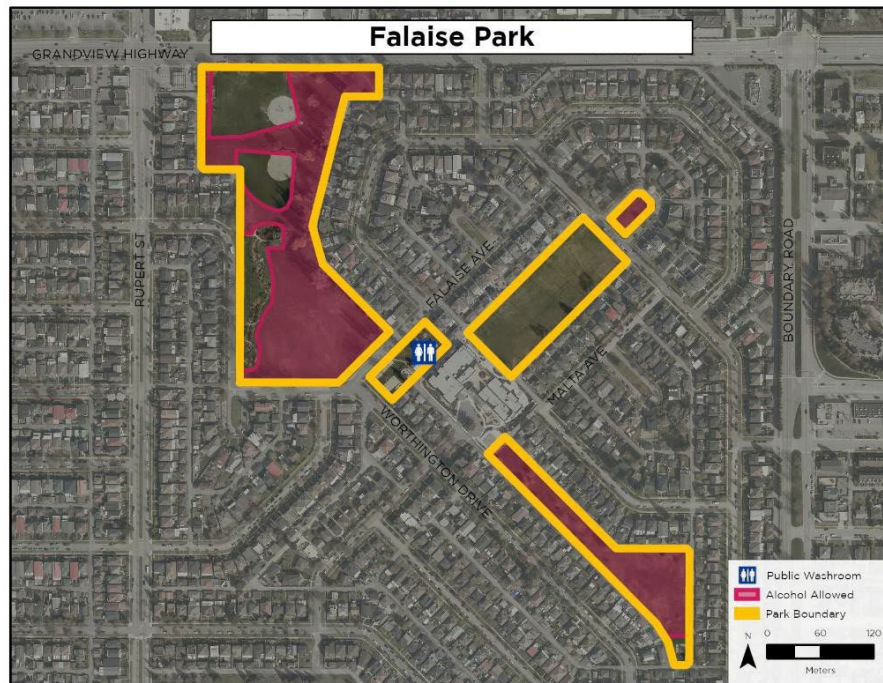 Falaise Park
GRANDVIEW HIGHWAY
RUPERT ST
FALAISE AVE
BOUNDARY ROAD
MALTA AVE
WORTHINGTON DRIVE
Public Washroom
Alcohol Allowed
Park Boundary
N
0 60 120
Meters